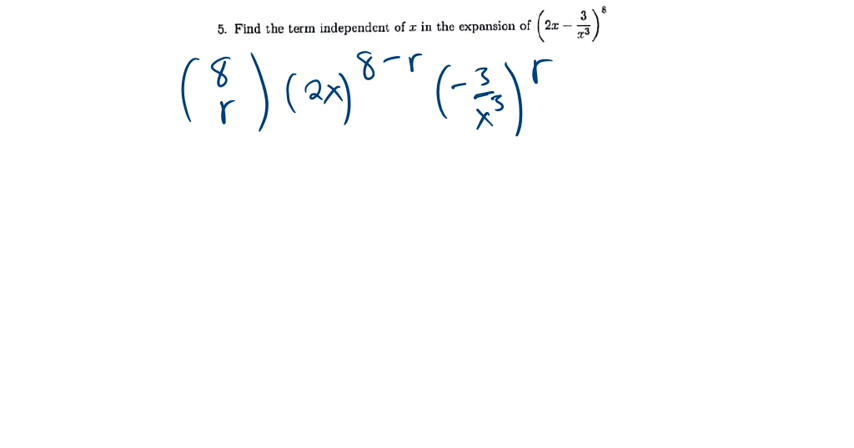 5. Find the term independent of x in the expansion of (2x − 3/x³)⁸
(8 r) (2x)^(8−r) (−3/x³)^r